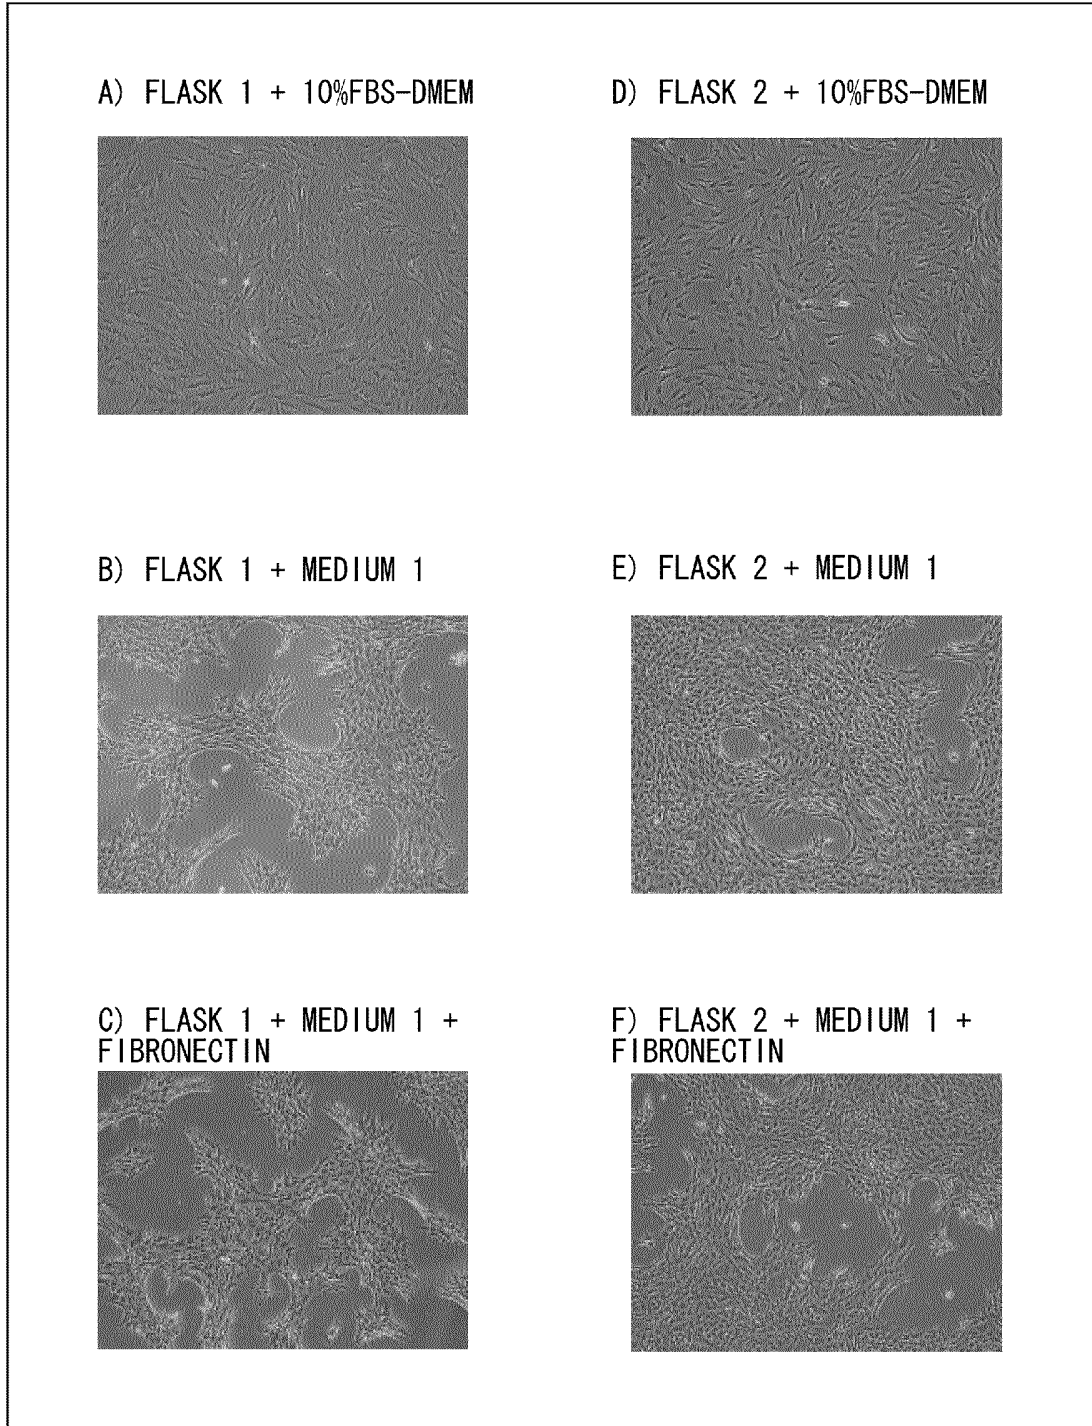 A) FLASK 1 + 10%FBS-DMEM
D) FLASK 2 + 10%FBS-DMEM
B) FLASK 1 + MEDIUM 1
E) FLASK 2 + MEDIUM 1
C) FLASK 1 + MEDIUM 1 +
FIBRONECTIN
F) FLASK 2 + MEDIUM 1 +
FIBRONECTIN